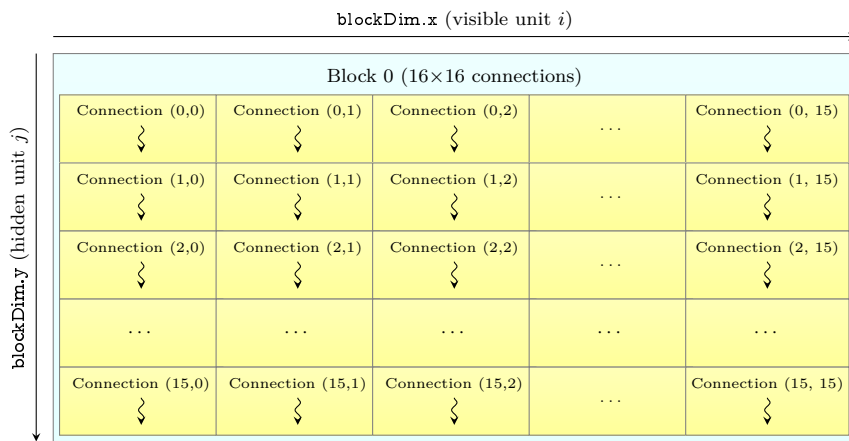 blockDim.x (visible unit i)
blockDim.y (hidden unit j)
Block 0 (16×16 connections)
Connection (0,0) Connection (0,1) Connection (0,2) ... Connection (0, 15)
Connection (1,0) Connection (1,1) Connection (1,2) ... Connection (1, 15)
Connection (2,0) Connection (2,1) Connection (2,2) ... Connection (2, 15)
... ... ... ... ...
Connection (15,0) Connection (15,1) Connection (15,2) ... Connection (15, 15)